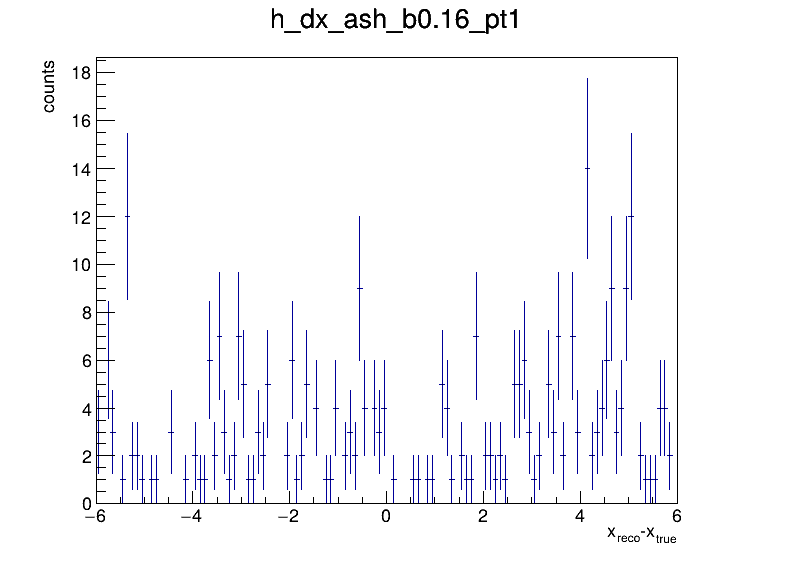 h_dx_ash_b0.16_pt1
counts
18
16
14
12
10
8
6
4
2
0
−6 −4 −2 0 2 4 6
x_reco-x_true